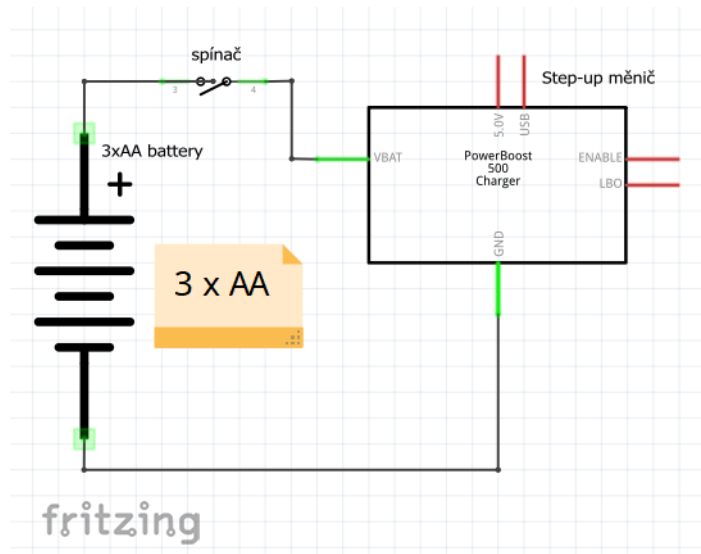 spínač
3
4
Step-up měnič
5.0V
USB
3xAA battery
+
VBAT
PowerBoost
500
Charger
ENABLE
LBO
GND
3 x AA
fritzing